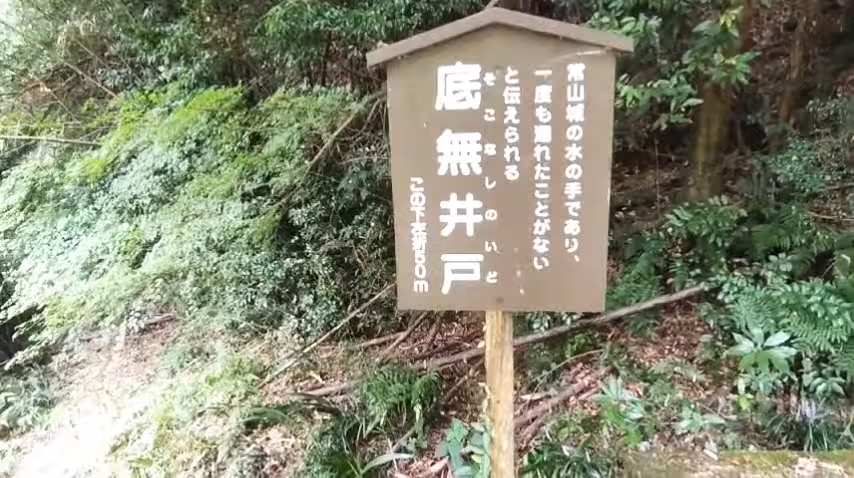 常山城の水の手であり、
一度も涸れたことがない
と伝えられる
そこなしのいど
底無井戸
この下左折50m